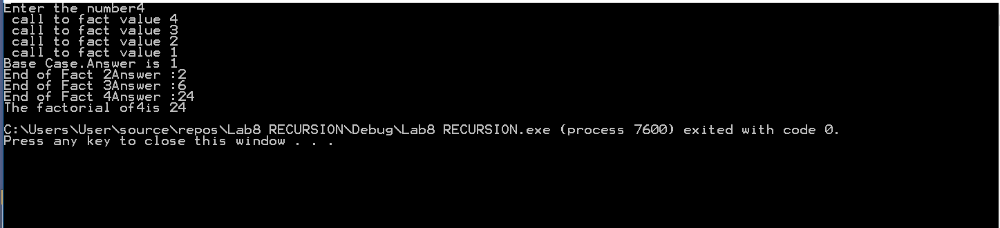 Enter the number4
 call to fact value 4
 call to fact value 3
 call to fact value 2
 call to fact value 1
Base Case.Answer is 1
End of Fact 2Answer :2
End of Fact 3Answer :6
End of Fact 4Answer :24
The factorial of4is 24

C:\Users\User\source\repos\Lab8 RECURSION\Debug\Lab8 RECURSION.exe (process 7600) exited with code 0.
Press any key to close this window . . .